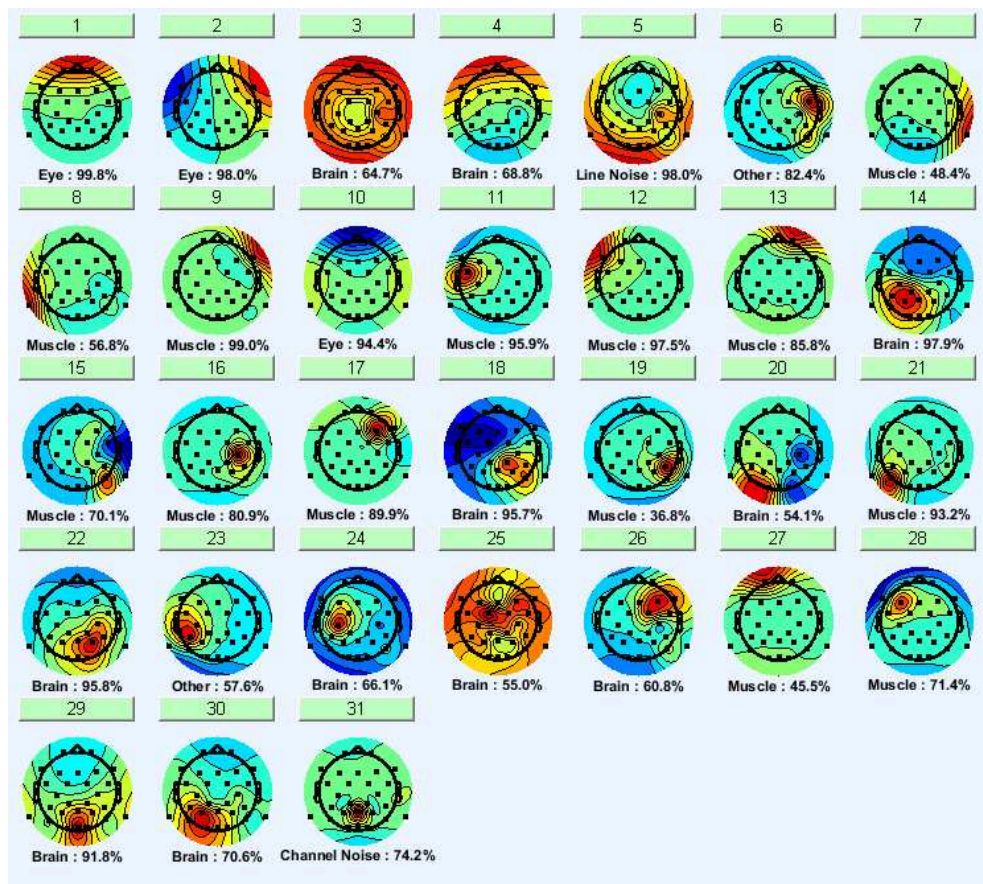 1 2 3 4 5 6 7
Eye : 99.8% Eye : 98.0% Brain : 64.7% Brain : 68.8% Line Noise : 98.0% Other : 82.4% Muscle : 48.4%
8 9 10 11 12 13 14
Muscle : 56.8% Muscle : 99.0% Eye : 94.4% Muscle : 95.9% Muscle : 97.5% Muscle : 85.8% Brain : 97.9%
15 16 17 18 19 20 21
Muscle : 70.1% Muscle : 80.9% Muscle : 89.9% Brain : 95.7% Muscle : 36.8% Brain : 54.1% Muscle : 93.2%
22 23 24 25 26 27 28
Brain : 95.8% Other : 57.6% Brain : 66.1% Brain : 55.0% Brain : 60.8% Muscle : 45.5% Muscle : 71.4%
29 30 31
Brain : 91.8% Brain : 70.6% Channel Noise : 74.2%